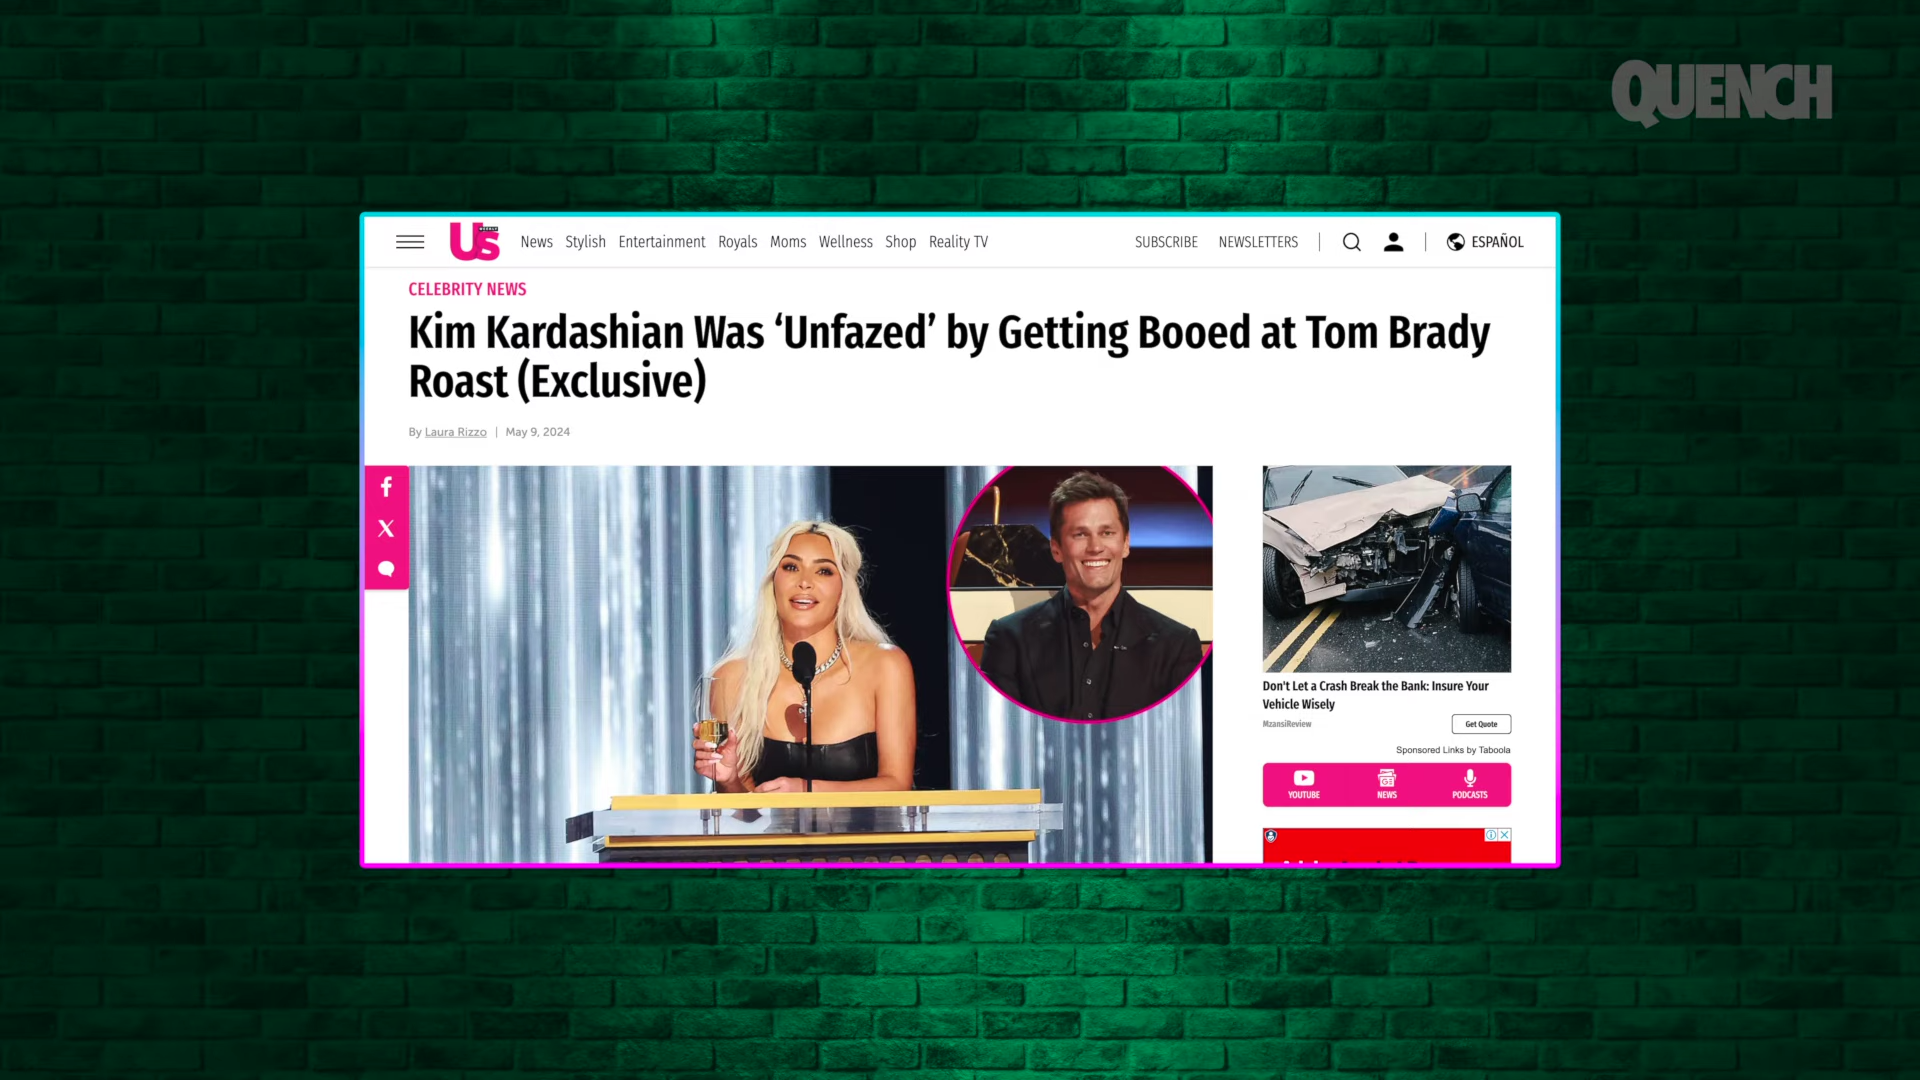 QUENCH
Us WEEKLY News Stylish Entertainment Royals Moms Wellness Shop Reality TV SUBSCRIBE NEWSLETTERS ESPAÑOL
CELEBRITY NEWS
Kim Kardashian Was ‘Unfazed’ by Getting Booed at Tom Brady
Roast (Exclusive)
By Laura Rizzo | May 9, 2024
Don't Let a Crash Break the Bank: Insure Your
Vehicle Wisely
MzansiReview
Get Quote
Sponsored Links by Taboola
YOUTUBE NEWS PODCASTS